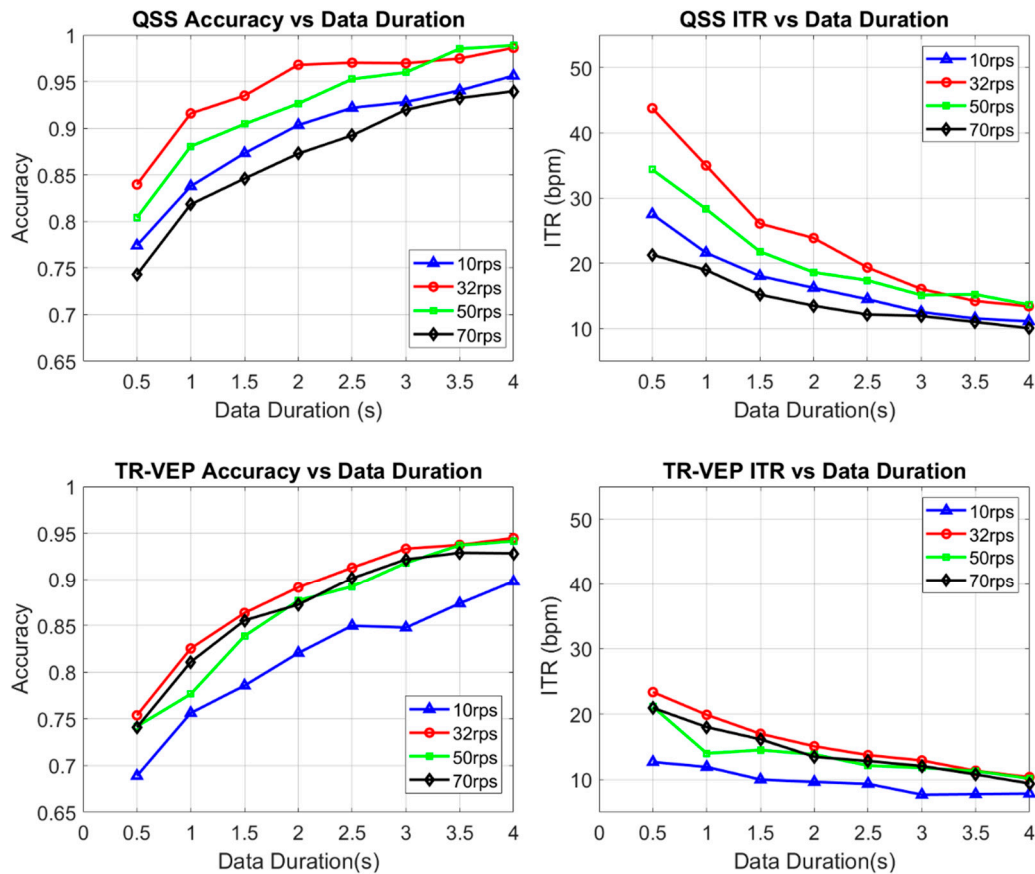 QSS Accuracy vs Data Duration
1
0.95
0.9
0.85
0.8
0.75
0.7
0.65
Accuracy
0.5 1 1.5 2 2.5 3 3.5 4
Data Duration (s)
10rps
32rps
50rps
70rps
QSS ITR vs Data Duration
50
40
30
20
10
ITR (bpm)
0.5 1 1.5 2 2.5 3 3.5 4
Data Duration(s)
10rps
32rps
50rps
70rps
TR-VEP Accuracy vs Data Duration
1
0.95
0.9
0.85
0.8
0.75
0.7
0.65
Accuracy
0 0.5 1 1.5 2 2.5 3 3.5 4
Data Duration(s)
10rps
32rps
50rps
70rps
TR-VEP ITR vs Data Duration
50
40
30
20
10
ITR (bpm)
0 0.5 1 1.5 2 2.5 3 3.5 4
Data Duration(s)
10rps
32rps
50rps
70rps